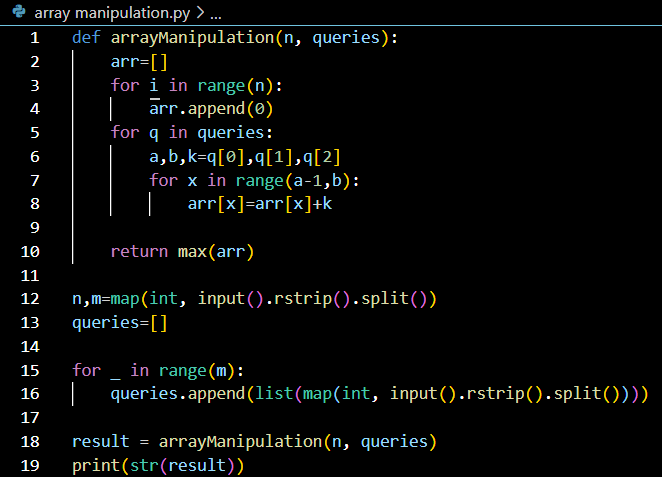 array manipulation.py > ...
1 def arrayManipulation(n, queries):
2     arr=[]
3     for i in range(n):
4         arr.append(0)
5     for q in queries:
6         a,b,k=q[0],q[1],q[2]
7         for x in range(a-1,b):
8             arr[x]=arr[x]+k
9
10     return max(arr)
11
12 n,m=map(int, input().rstrip().split())
13 queries=[]
14
15 for _ in range(m):
16     queries.append(list(map(int, input().rstrip().split())))
17
18 result = arrayManipulation(n, queries)
19 print(str(result))